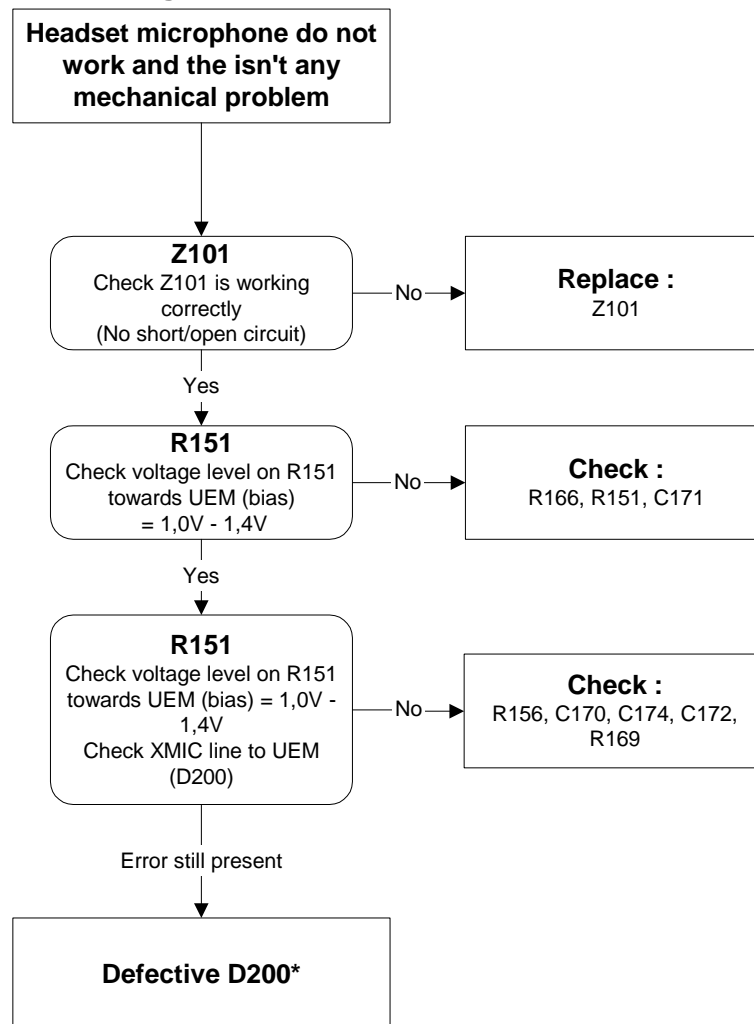 Headset microphone do not
work and the isn't any
mechanical problem
Z101
Check Z101 is working
correctly
(No short/open circuit)
No
Replace :
Z101
Yes
R151
Check voltage level on R151
towards UEM (bias)
= 1,0V - 1,4V
No
Check :
R166, R151, C171
Yes
R151
Check voltage level on R151
towards UEM (bias) = 1,0V -
1,4V
Check XMIC line to UEM
(D200)
No
Check :
R156, C170, C174, C172,
R169
Error still present
Defective D200*